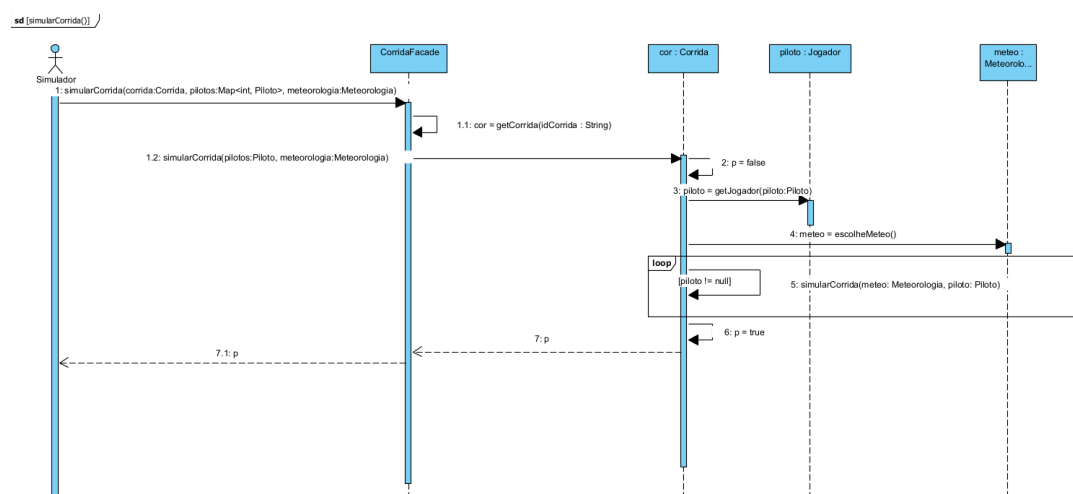 sd [simularCorrida()]
Simulador
CorridaFacade
cor : Corrida
piloto : Jogador
meteo :
Meteorolo...
1: simularCorrida(corrida:Corrida, pilotos:Map<int, Piloto>, meteorologia:Meteorologia)
1.1: cor = getCorrida(idCorrida : String)
1.2: simularCorrida(pilotos:Piloto, meteorologia:Meteorologia)
2: p = false
3: piloto = getJogador(piloto:Piloto)
4: meteo = escolheMeteo()
loop
[piloto != null]
5: simularCorrida(meteo: Meteorologia, piloto: Piloto)
6: p = true
7: p
7.1: p